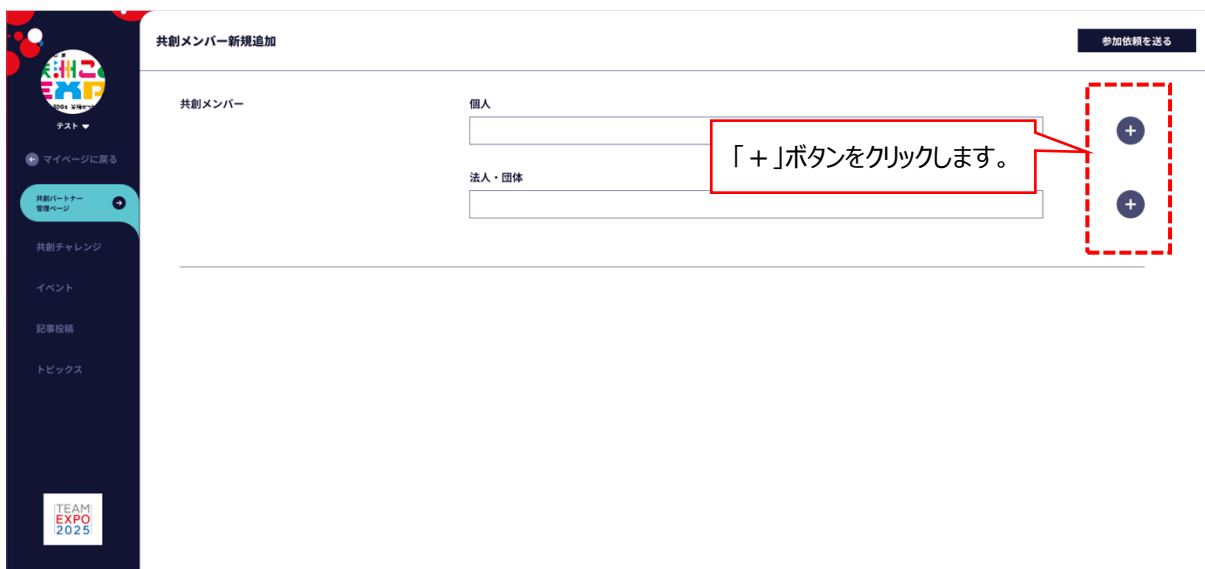 共創メンバー新規追加
参加依頼を送る
テスト
マイページに戻る
共創パートナー
管理ページ
共創チャレンジ
イベント
記事投稿
トピックス
TEAM
EXPO
2025
共創メンバー
個人
法人・団体
「+」ボタンをクリックします。